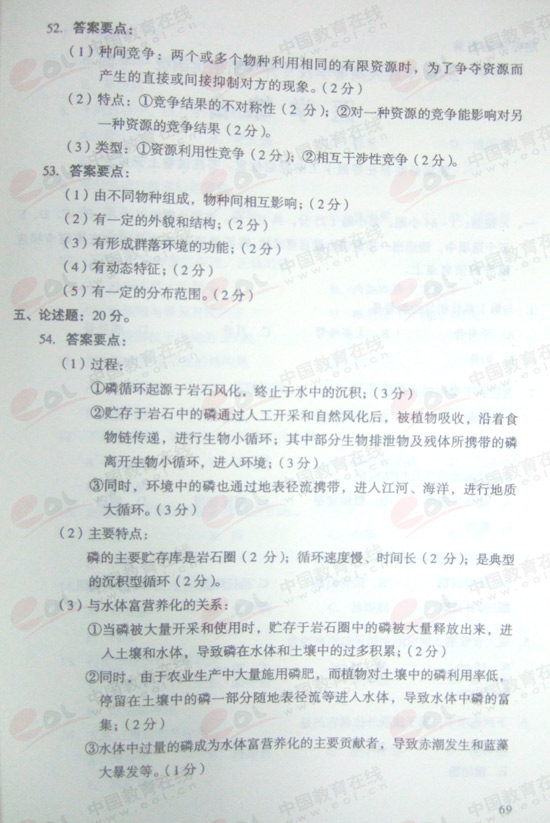 52. 答案要点：
（1）种间竞争：两个或多个物种利用相同的有限资源时，为了争夺资源而
产生的直接或间接抑制对方的现象。（2分）
（2）特点：①竞争结果的不对称性（2 分）；②对一种资源的竞争能影响对另
一种资源的竞争结果（2分）。
（3）类型：①资源利用性竞争（2分）；②相互干涉性竞争（2分）。
53. 答案要点：
（1）由不同物种组成，物种间相互影响；（2分）
（2）有一定的外貌和结构；（2分）
（3）有形成群落环境的功能；（2分）
（4）有动态特征；（2分）
（5）有一定的分布范围。（2分）
五、论述题：20分。
54. 答案要点：
（1）过程：
①磷循环起源于岩石风化，终止于水中的沉积；（3分）
②贮存于岩石中的磷通过人工开采和自然风化后，被植物吸收，沿着食
物链传递，进行生物小循环；其中部分生物排泄物及残体所携带的磷
离开生物小循环，进入环境；（3分）
③同时，环境中的磷也通过地表径流携带，进入江河、海洋，进行地质
大循环。（3分）
（2）主要特点：
磷的主要贮存库是岩石圈（2分）；循环速度慢、时间长（2分）；是典型
的沉积型循环（2分）。
（3）与水体富营养化的关系：
①当磷被大量开采和使用时，贮存于岩石圈中的磷被大量释放出来，进
入土壤和水体，导致磷在水体和土壤中的过多积累；（2分）
②同时，由于农业生产中大量施用磷肥，而植物对土壤中的磷利用率低，
停留在土壤中的磷一部分随地表径流等进入水体，导致水体中磷的富
集；（2分）
③水体中过量的磷成为水体富营养化的主要贡献者，导致赤潮发生和蓝藻
大暴发等。（1分）
69
eol 中国教育在线
www.eol.cn